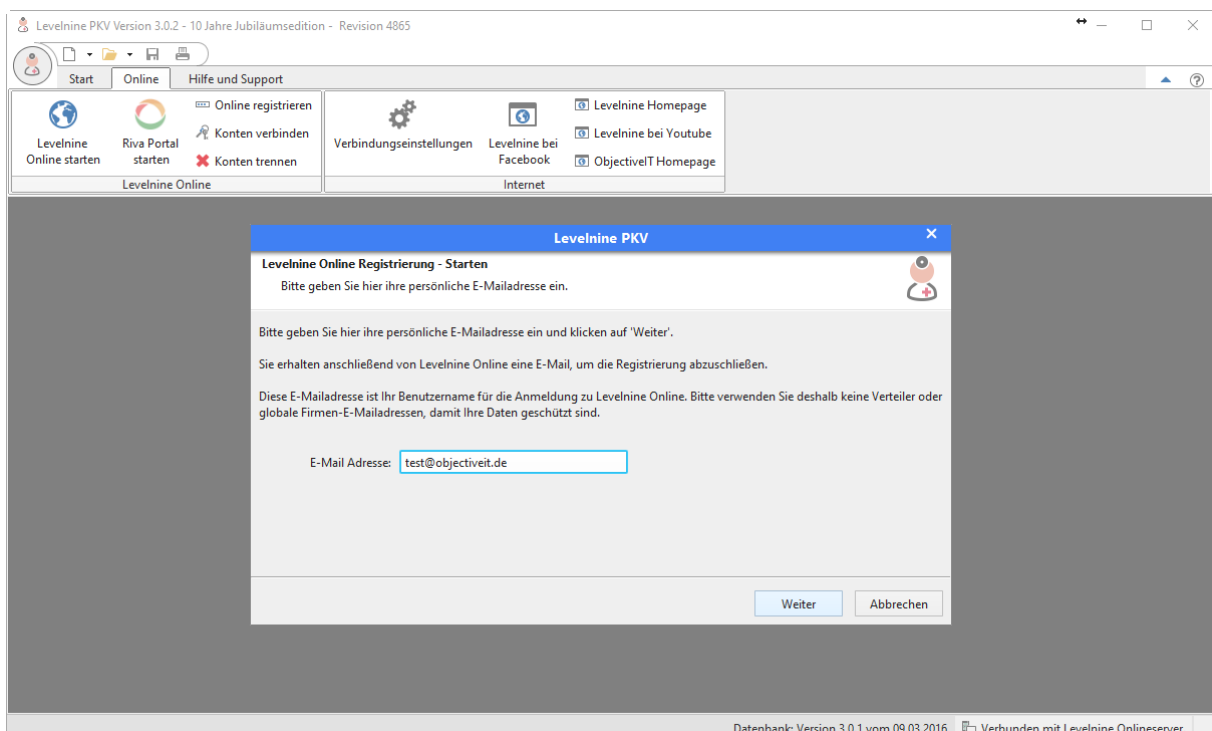 Levelnine PKV Version 3.0.2 - 10 Jahre Jubiläumsedition - Revision 4865
Start Online Hilfe und Support
Levelnine Online starten
Riva Portal starten
Online registrieren
Konten verbinden
Konten trennen
Levelnine Online
Verbindungseinstellungen
Levelnine bei Facebook
Levelnine Homepage
Levelnine bei Youtube
ObjectiveIT Homepage
Internet
Levelnine PKV
Levelnine Online Registrierung - Starten
Bitte geben Sie hier ihre persönliche E-Mailadresse ein.
Bitte geben Sie hier ihre persönliche E-Mailadresse ein und klicken auf 'Weiter'.
Sie erhalten anschließend von Levelnine Online eine E-Mail, um die Registrierung abzuschließen.
Diese E-Mailadresse ist Ihr Benutzername für die Anmeldung zu Levelnine Online. Bitte verwenden Sie deshalb keine Verteiler oder
globale Firmen-E-Mailadressen, damit Ihre Daten geschützt sind.
E-Mail Adresse: test@objectiveit.de
Weiter Abbrechen
Datenbank: Version 3.0.1 vom 09.03.2016 Verbunden mit Levelnine Onlineserver